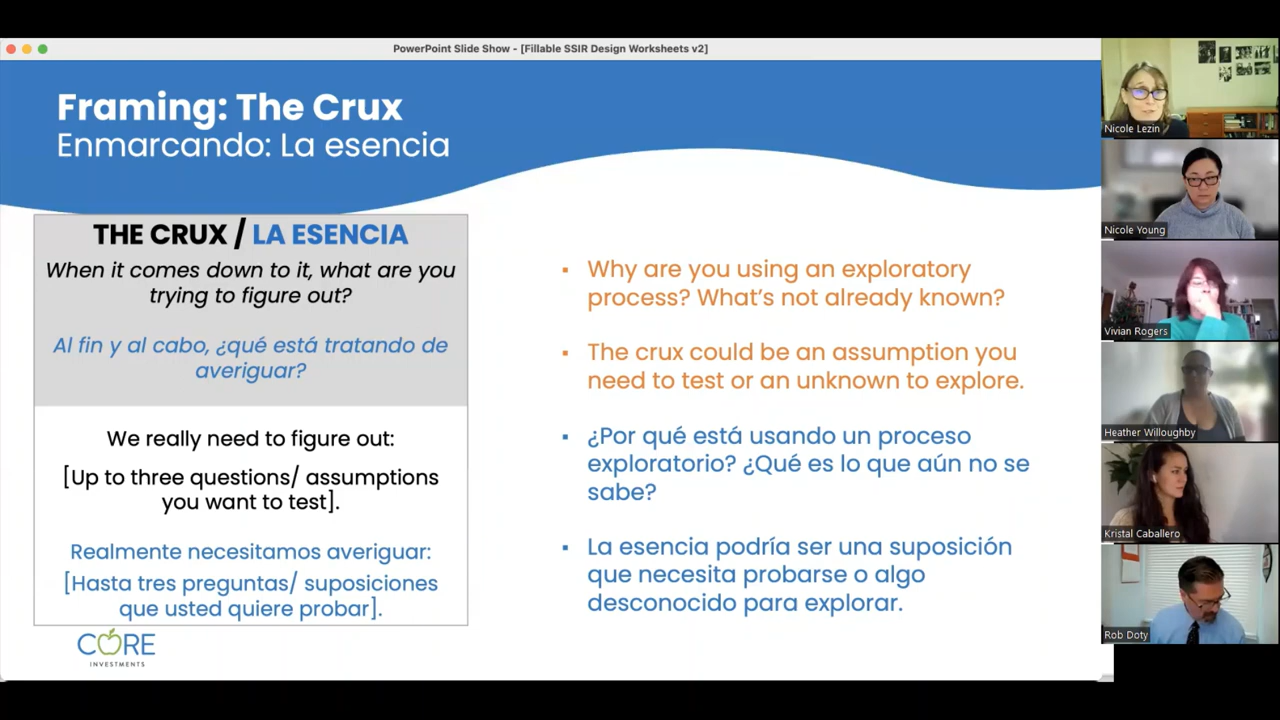 PowerPoint Slide Show - [Fillable SSIR Design Worksheets v2]
Framing: The Crux
Enmarcando: La esencia
THE CRUX / LA ESENCIA
When it comes down to it, what are you
trying to figure out?
Al fin y al cabo, ¿qué está tratando de
averiguar?
We really need to figure out:
[Up to three questions/ assumptions
you want to test].
Realmente necesitamos averiguar:
[Hasta tres preguntas/ suposiciones
que usted quiere probar].
CORE
INVESTMENTS
▪ Why are you using an exploratory
process? What’s not already known?
▪ The crux could be an assumption you
need to test or an unknown to explore.
▪ ¿Por qué está usando un proceso
exploratorio? ¿Qué es lo que aún no se
sabe?
▪ La esencia podría ser una suposición
que necesita probarse o algo
desconocido para explorar.
Nicole Lezin
Nicole Young
Vivian Rogers
Heather Willoughby
Kristal Caballero
Rob Doty